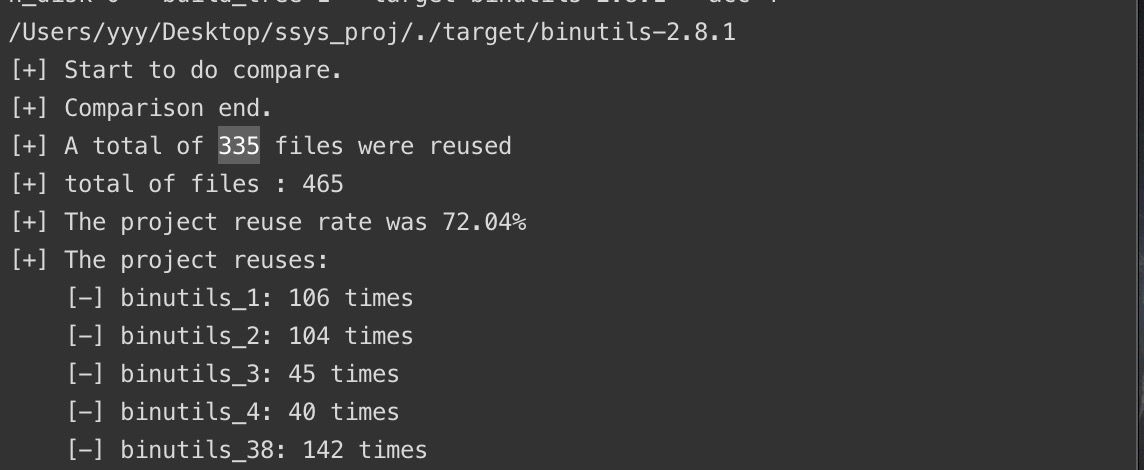 /Users/yyy/Desktop/ssys_proj/./target/binutils-2.8.1
[+] Start to do compare.
[+] Comparison end.
[+] A total of 335 files were reused
[+] total of files : 465
[+] The project reuse rate was 72.04%
[+] The project reuses:
[-] binutils_1: 106 times
[-] binutils_2: 104 times
[-] binutils_3: 45 times
[-] binutils_4: 40 times
[-] binutils_38: 142 times